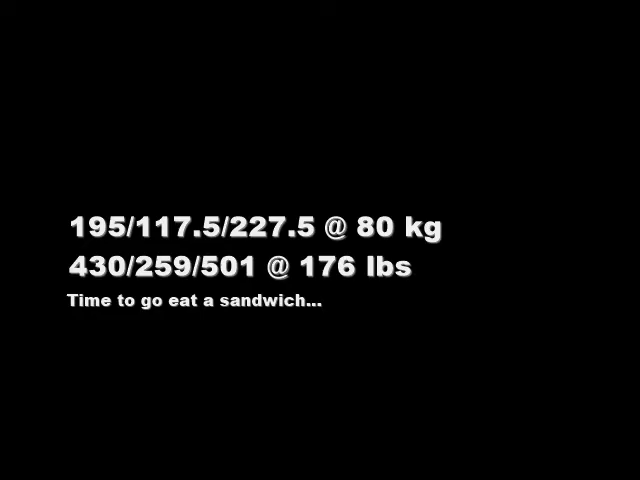 195/117.5/227.5 @ 80 kg
430/259/501 @ 176 lbs
Time to go eat a sandwich...